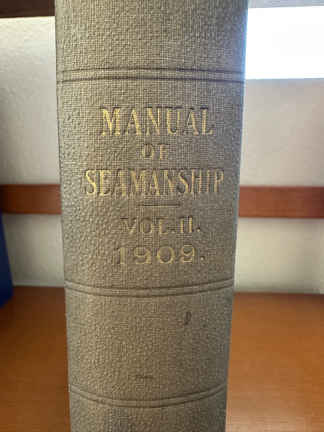 MANUAL
OF
SEAMANSHIP
VOL. II.
1909.